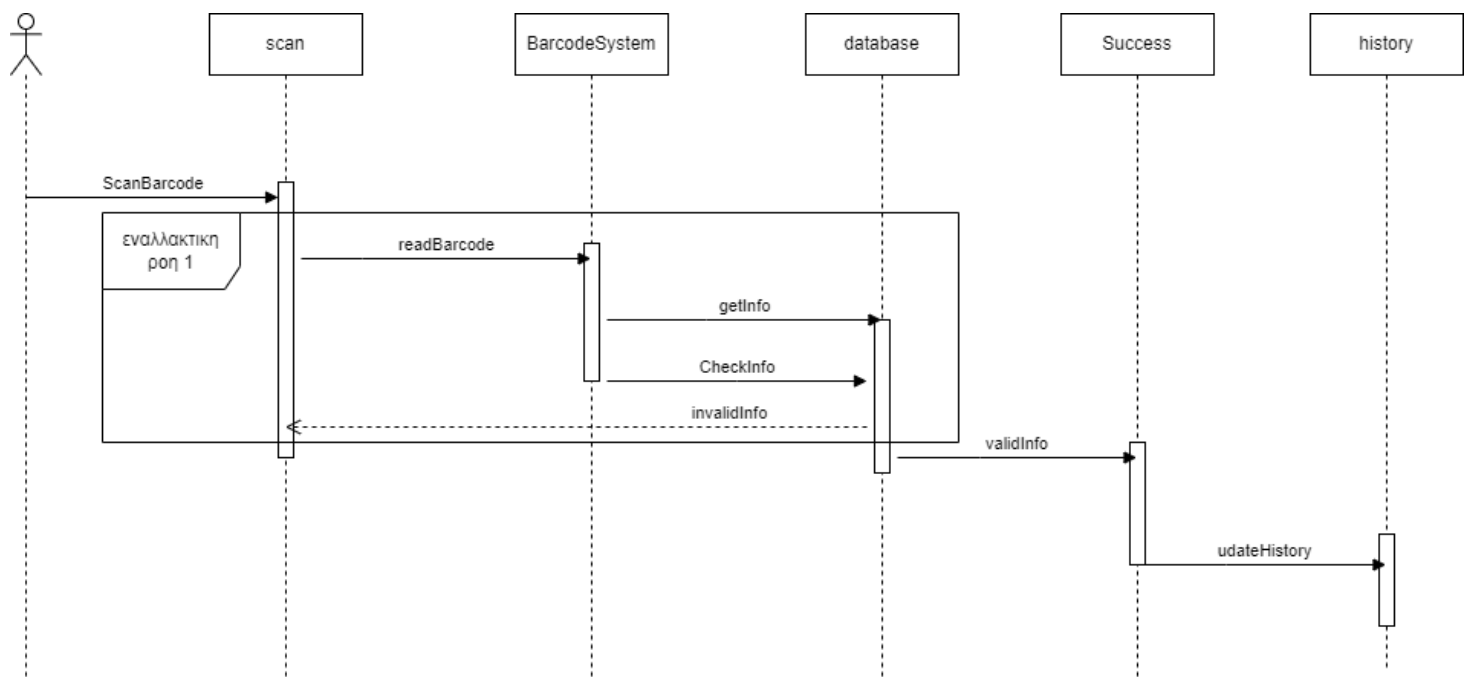 scan
BarcodeSystem
database
Success
history
ScanBarcode
εναλλακτικη
ροη 1
readBarcode
getInfo
CheckInfo
invalidInfo
validInfo
udateHistory